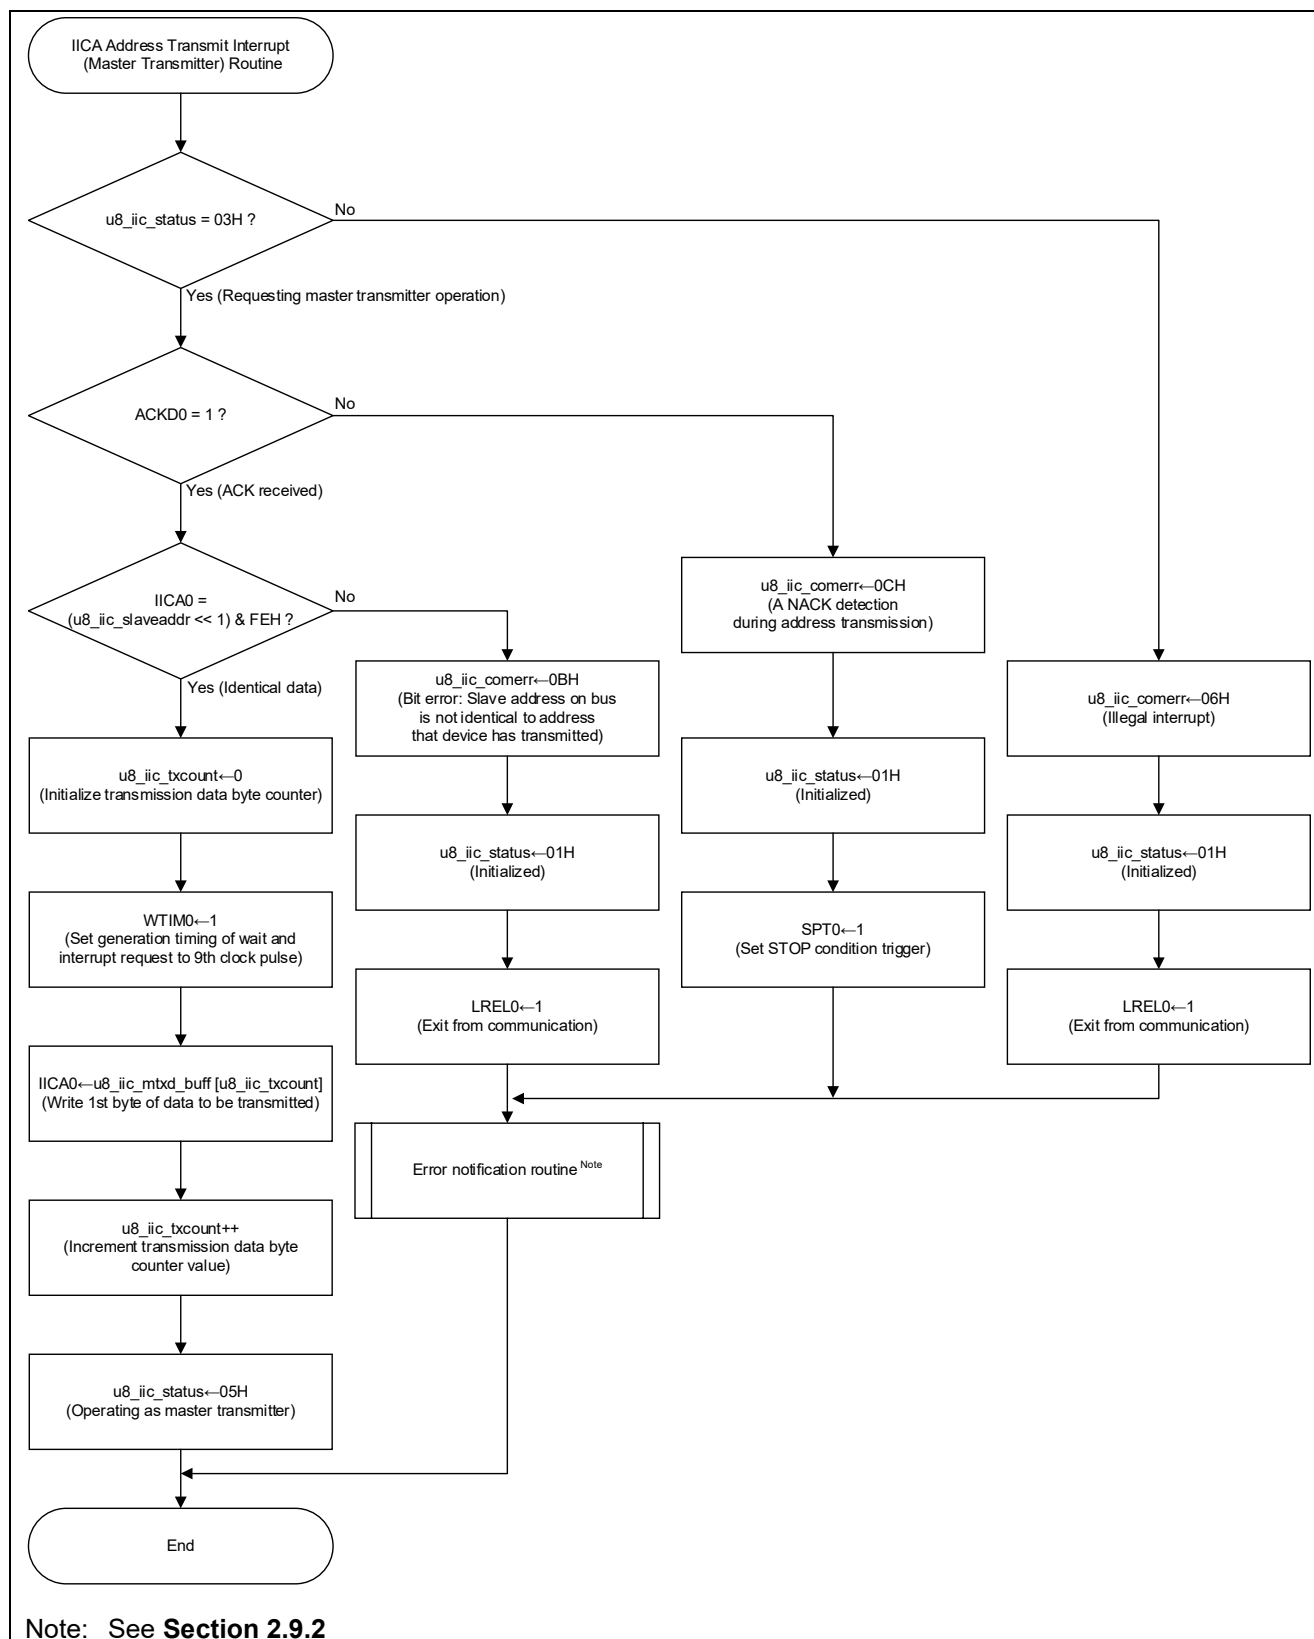 IICA Address Transmit Interrupt
(Master Transmitter) Routine
u8_iic_status = 03H ?
No
Yes (Requesting master transmitter operation)
ACKD0 = 1 ?
No
Yes (ACK received)
IICA0 =
(u8_iic_slaveaddr << 1) & FEH ?
No
Yes (Identical data)
u8_iic_txcount←0
(Initialize transmission data byte counter)
WTIM0←1
(Set generation timing of wait and
interrupt request to 9th clock pulse)
IICA0←u8_iic_mtxd_buff [u8_iic_txcount]
(Write 1st byte of data to be transmitted)
u8_iic_txcount++
(Increment transmission data byte
counter value)
u8_iic_status←05H
(Operating as master transmitter)
End
u8_iic_comerr←0BH
(Bit error: Slave address on bus
is not identical to address
that device has transmitted)
u8_iic_status←01H
(Initialized)
LREL0←1
(Exit from communication)
Error notification routine Note
u8_iic_comerr←0CH
(A NACK detection
during address transmission)
u8_iic_status←01H
(Initialized)
SPT0←1
(Set STOP condition trigger)
u8_iic_comerr←06H
(Illegal interrupt)
u8_iic_status←01H
(Initialized)
LREL0←1
(Exit from communication)
Note: See Section 2.9.2